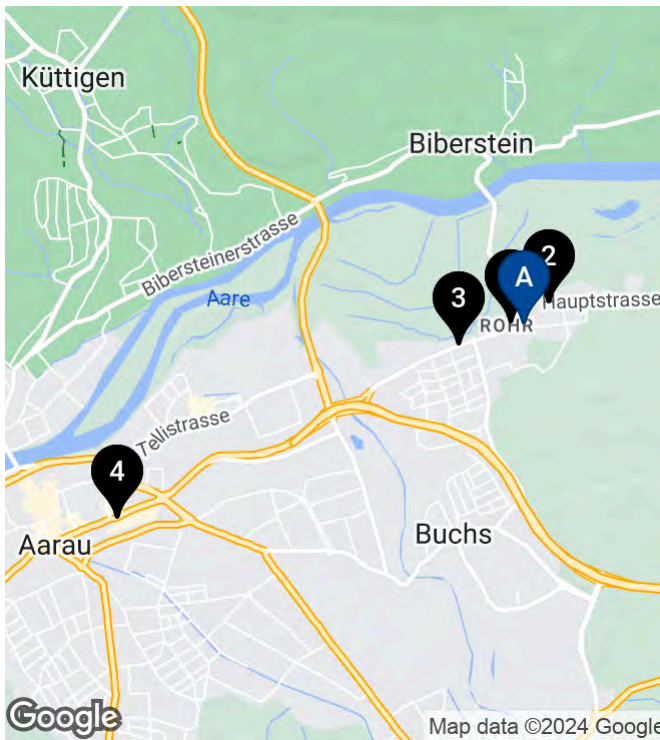 Küttigen
Biberstein
Bibersteinerstrasse
Aare
A
2
Hauptstrasse
3
ROHR
Tellistrasse
4
Buchs
Aarau
Google
Map data ©2024 Google